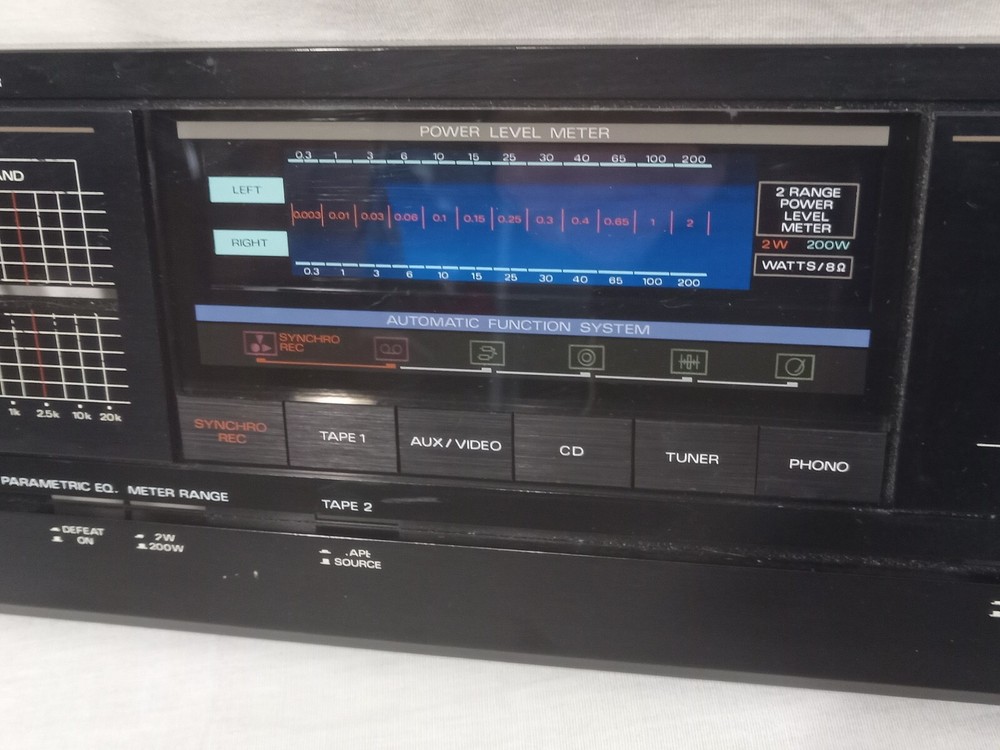 POWER LEVEL METER
0.3 1 3 6 10 15 25 30 40 65 100 200
LEFT
0.003 0.01 0.03 0.06 0.1 0.15 0.25 0.3 0.4 0.65 1 2
RIGHT
0.3 1 3 6 10 15 25 30 40 65 100 200
2 RANGE
POWER
LEVEL
METER
2W 200W
WATTS/8Ω
AUTOMATIC FUNCTION SYSTEM
SYNCHRO
REC
SYNCHRO
REC
TAPE 1
AUX/VIDEO
CD
TUNER
PHONO
1k 2.5k 10k 20k
PARAMETRIC EQ.
METER RANGE
TAPE 2
DEFEAT
ON
2W
200W
SOURCE